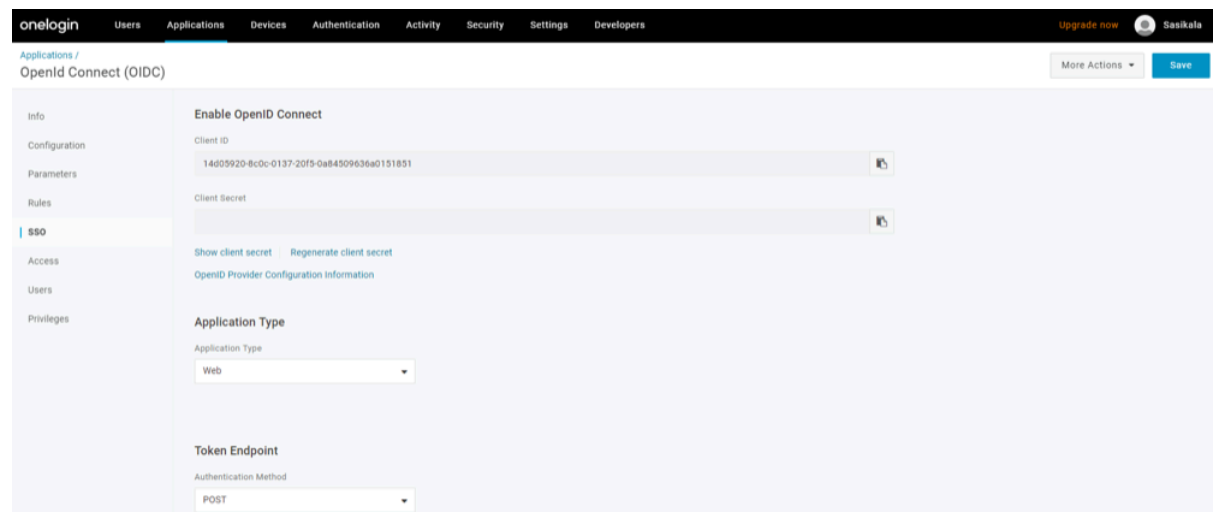 onelogin Users Applications Devices Authentication Activity Security Settings Developers Upgrade now Sasikala
Applications /
OpenId Connect (OIDC)
More Actions Save
Info
Configuration
Parameters
Rules
SSO
Access
Users
Privileges
Enable OpenID Connect
Client ID
14d05920-8c0c-0137-20f5-0a84509636a0151851
Client Secret
Show client secret Regenerate client secret
OpenID Provider Configuration Information
Application Type
Application Type
Web
Token Endpoint
Authentication Method
POST